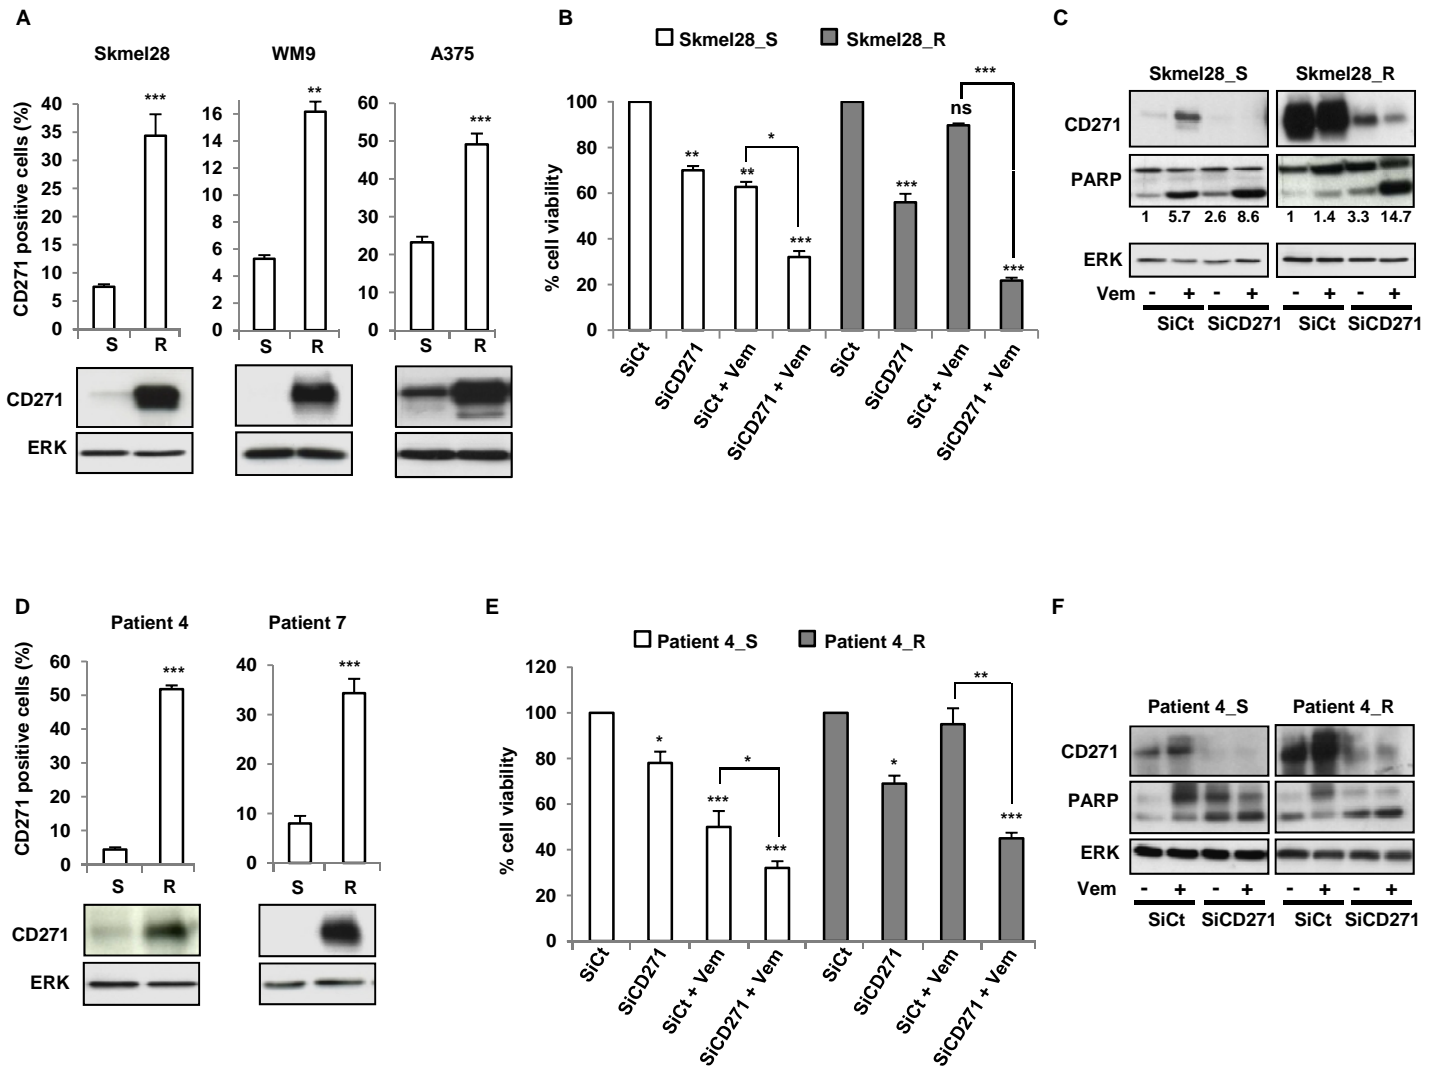 A
Skmel28 WM9 A375
CD271 positive cells (%)
40
35
30
25
20
15
10
5
0
***
S R
16
14
12
10
8
6
4
2
0
**
S R
60
50
40
30
20
10
0
***
S R
CD271
ERK
B
Skmel28_S Skmel28_R
% cell viability
100
80
60
40
20
0
**
**
*
***
***
ns
***
***
SiCt
SiCD271
SiCt + Vem
SiCD271 + Vem
SiCt
SiCD271
SiCt + Vem
SiCD271 + Vem
C
Skmel28_S Skmel28_R
CD271
PARP
1 5.7 2.6 8.6 1 1.4 3.3 14.7
ERK
Vem - + - + - + - +
SiCt SiCD271 SiCt SiCD271
D
Patient 4 Patient 7
CD271 positive cells (%)
60
50
40
30
20
10
0
***
S R
40
30
20
10
0
***
S R
CD271
ERK
E
Patient 4_S Patient 4_R
% cell viability
120
100
80
60
40
20
0
*
***
*
***
*
**
***
SiCt
SiCD271
SiCt + Vem
SiCD271 + Vem
SiCt
SiCD271
SiCt + Vem
SiCD271 + Vem
F
Patient 4_S Patient 4_R
CD271
PARP
ERK
Vem - + - + - + - +
SiCt SiCD271 SiCt SiCD271